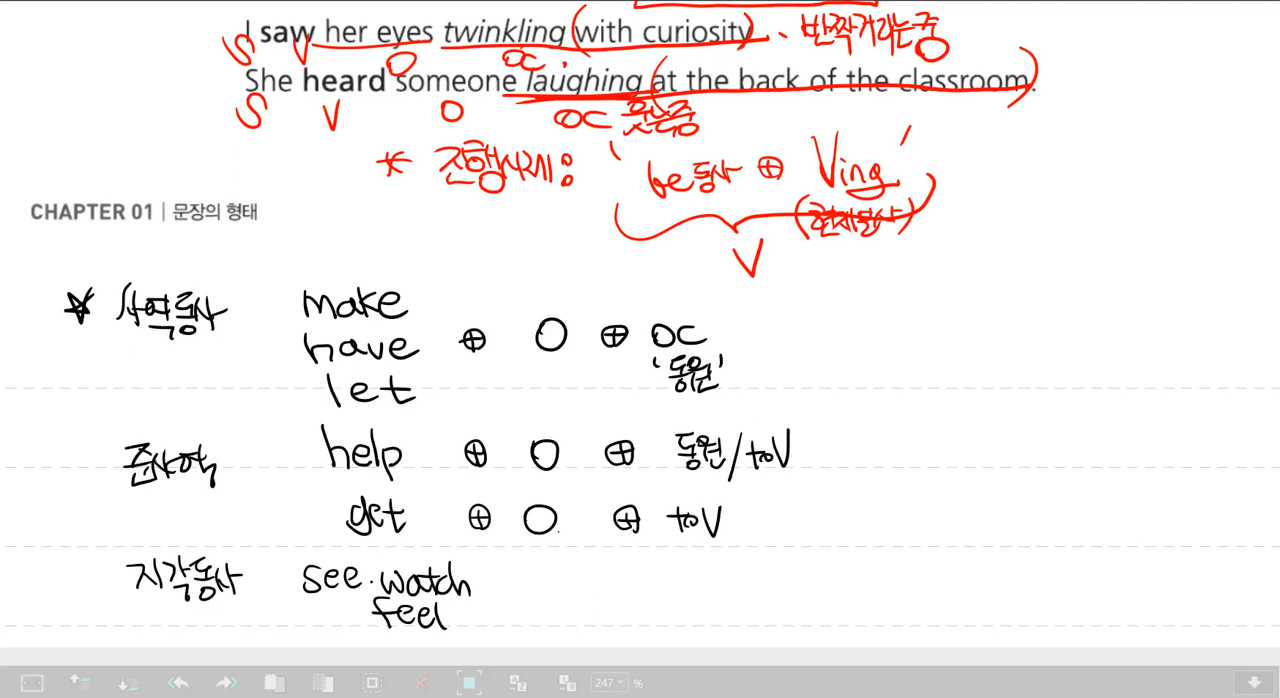 I saw her eyes twinkling (with curiosity). 반짝거리는중
S V O OC
She heard someone laughing (at the back of the classroom).
S V O OC 웃는중
* 진행시제: 'be동사 ⊕ Ving'
(현재분사)
V
CHAPTER 01 | 문장의 형태
☆ 사역동사 make
have ⊕ O ⊕ OC
let '동원'
준사역 help ⊕ O ⊕ 동원/toV
get ⊕ O ⊕ toV
지각동사 see·watch
feel
247 %